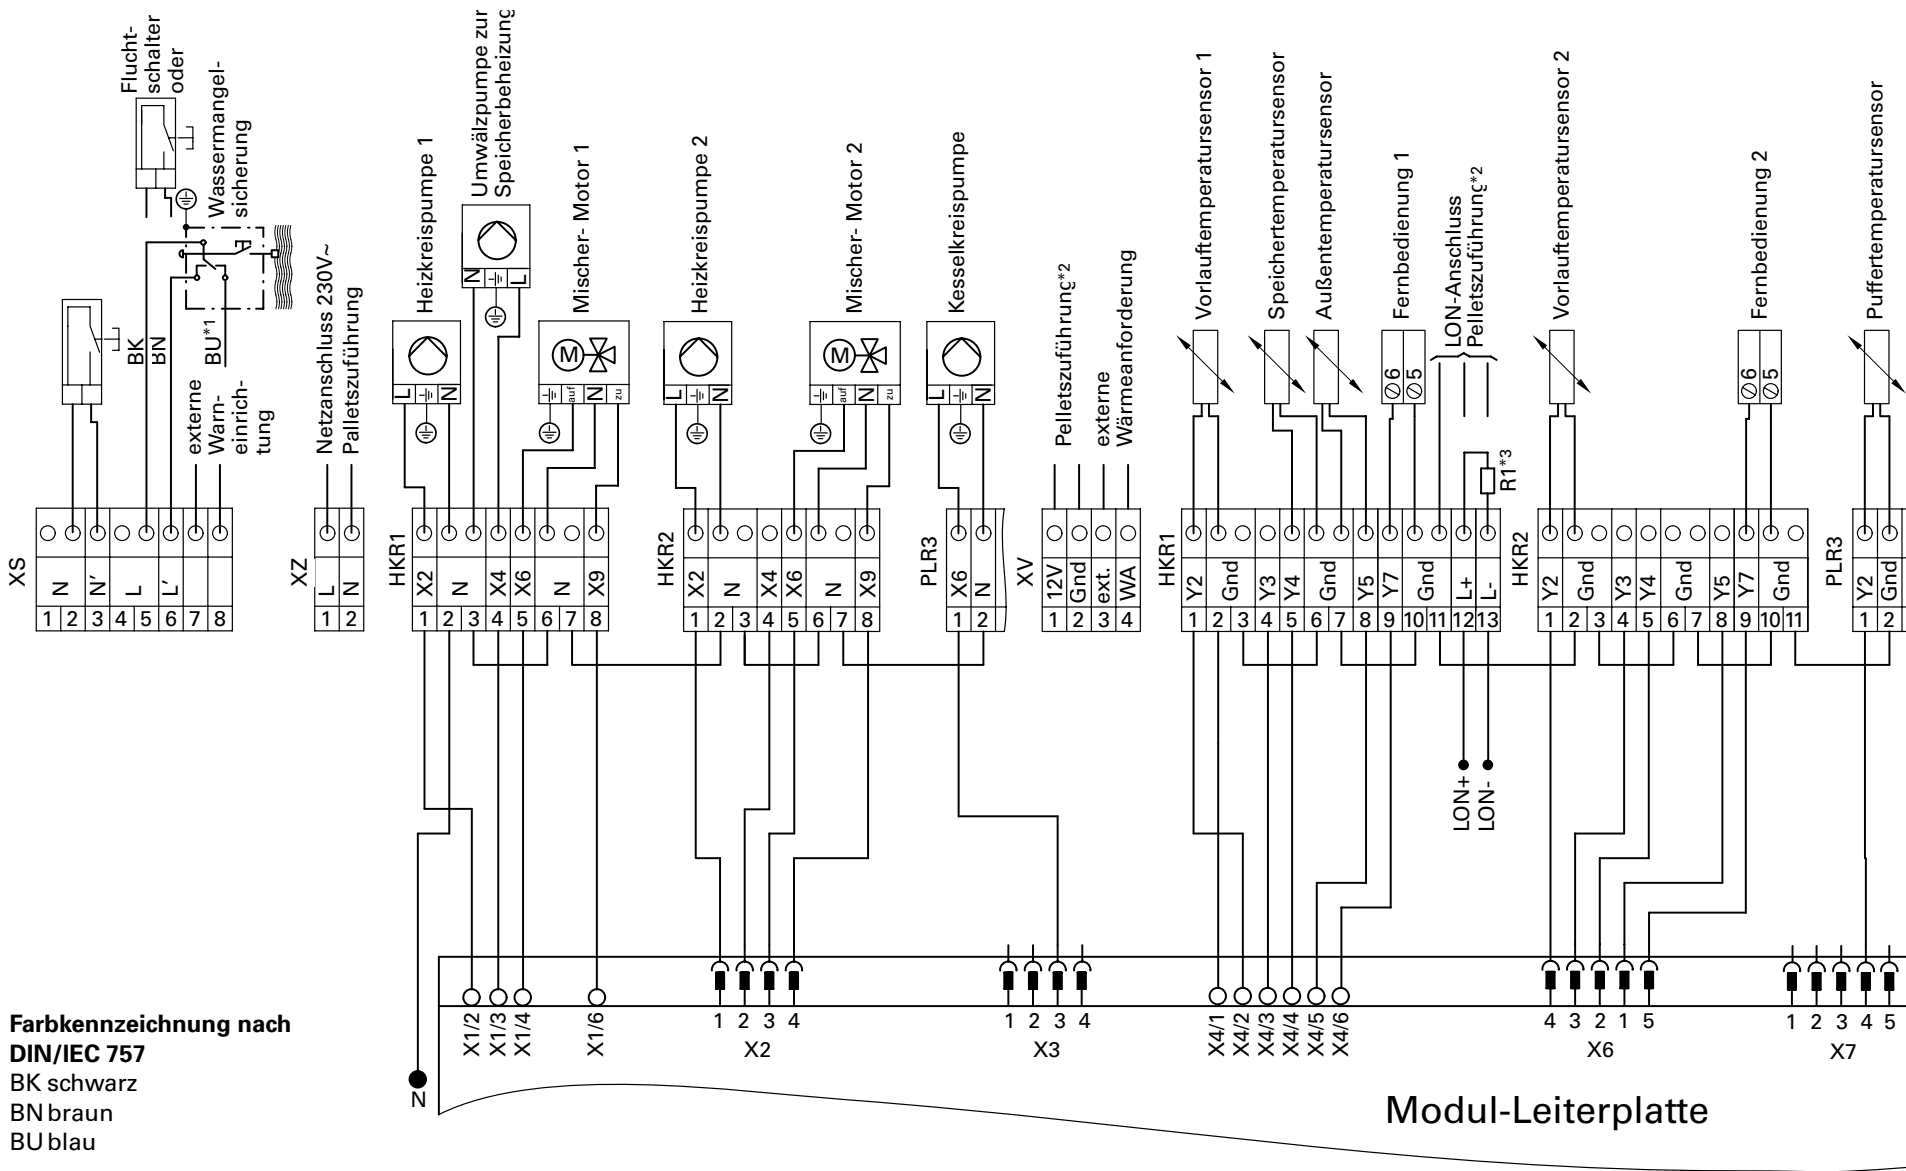 Flucht-
schalter
oder
Wassermangel-
sicherung
BK
BN
BU*1
externe
Warn-
einrich-
tung
Netzanschluss 230V~
Palletszuführung
Heizkreispumpe 1
Umwälzpumpe zur
Speicherbeheizung
Mischer- Motor 1
Heizkreispumpe 2
Mischer- Motor 2
Kesselkreispumpe
Pelletszuführung*2
externe
Wärmeanforderung
Vorlauftemperatursensor 1
Speichertemperatursensor
Außentemperatursensor
Fernbedienung 1
LON-Anschluss
Pelletszuführung*2
Vorlauftemperatursensor 2
Fernbedienung 2
Puffertemperatursensor
N L
L N
M
auf N zu
L N
M
auf N zu
L N
6 5
6 5
R1*3
XS
N N' L L'
1 2 3 4 5 6 7 8
XZ
L N
1 2
HKR1
X2 N X4 X6 N X9
1 2 3 4 5 6 7 8
HKR2
X2 N X4 X6 N X9
1 2 3 4 5 6 7 8
PLR3
X6 N
1 2
XV
12V Gnd ext. WA
1 2 3 4
HKR1
Y2 Gnd Y3 Y4 Gnd Y5 Y7 Gnd L+ L-
1 2 3 4 5 6 7 8 9 10 11 12 13
HKR2
Y2 Gnd Y3 Y4 Gnd Y5 Y7 Gnd
1 2 3 4 5 6 7 8 9 10 11
PLR3
Y2 Gnd
1 2
LON+
LON-
N
X1/2
X1/3
X1/4
X1/6
1 2 3 4
X2
1 2 3 4
X3
X4/1
X4/2
X4/3
X4/4
X4/5
X4/6
4 3 2 1 5
X6
1 2 3 4 5
X7
Modul-Leiterplatte
Farbkennzeichnung nach
DIN/IEC 757
BK schwarz
BN braun
BU blau